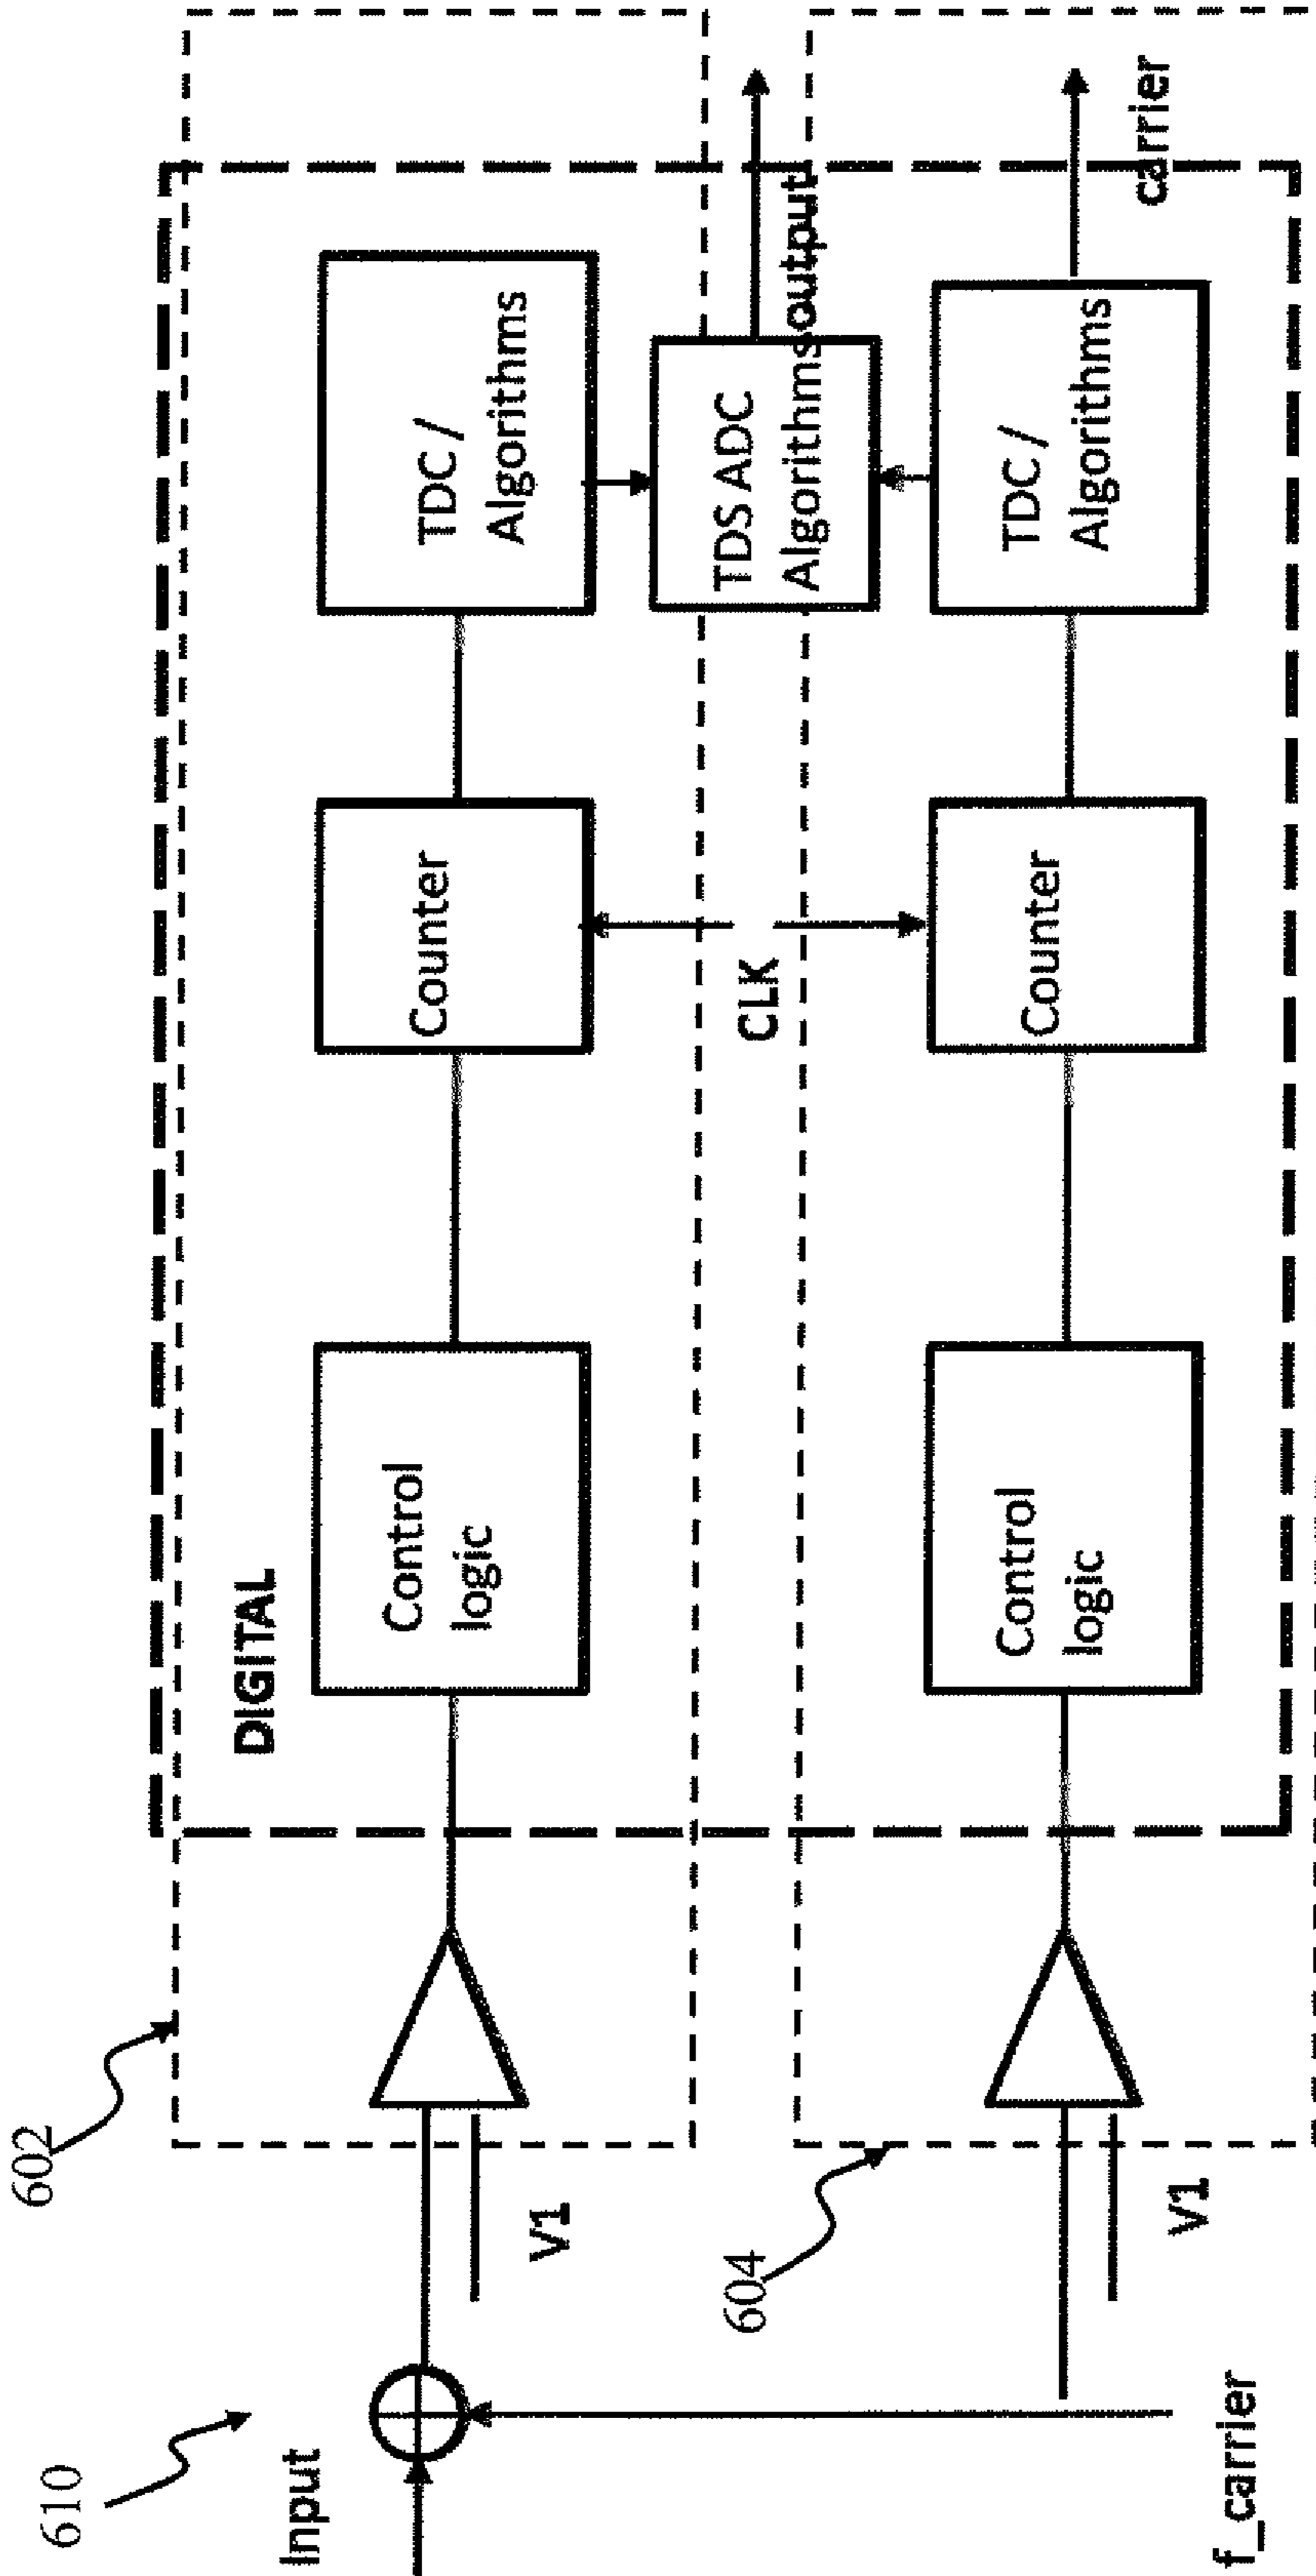 610
602
Input
DIGITAL
V1
Control
logic
Counter
TDC /
Algorithms
CLK
TDS ADC
Algorithms
output
604
f_carrier
V1
Control
logic
Counter
TDC /
Algorithms
carrier